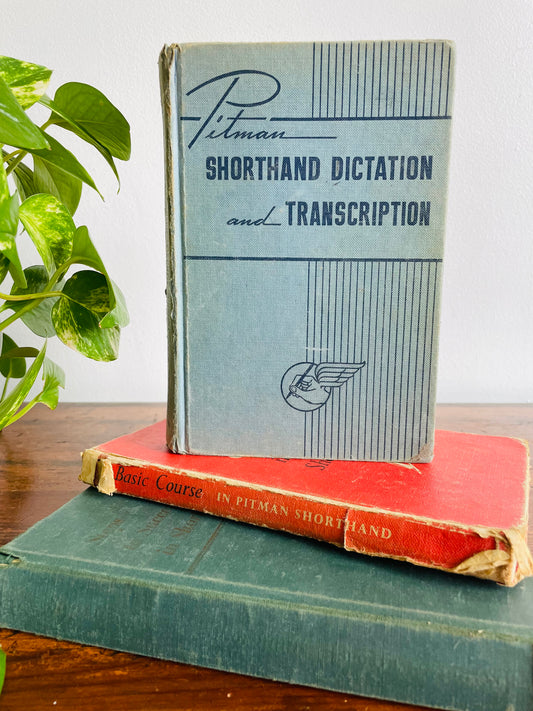 Pitman
SHORTHAND DICTATION
and TRANSCRIPTION
Basic Course IN PITMAN SHORTHAND